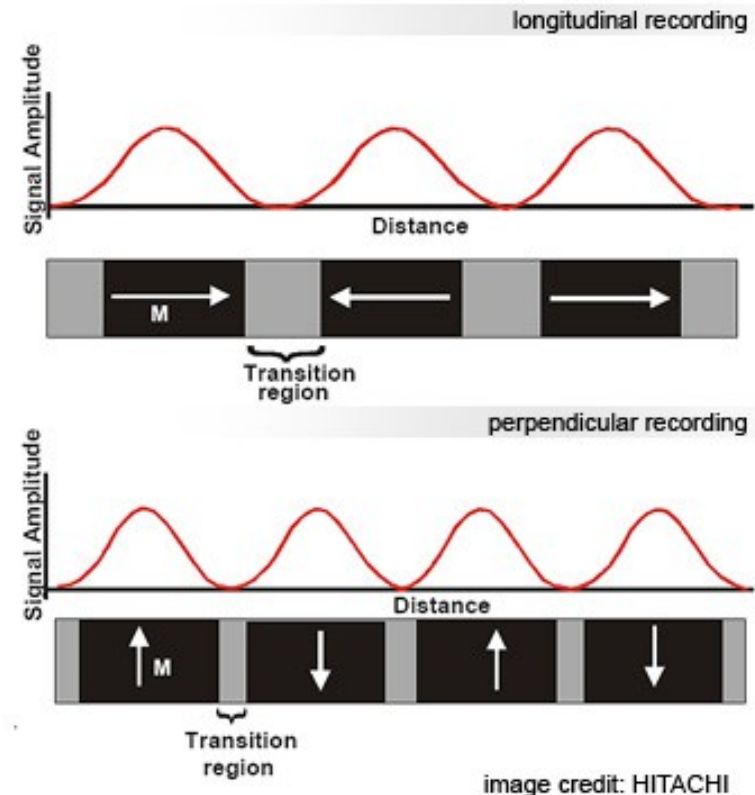 longitudinal recording
Signal Amplitude
Distance
M
Transition
region
perpendicular recording
Signal Amplitude
Distance
M
Transition
region
image credit: HITACHI